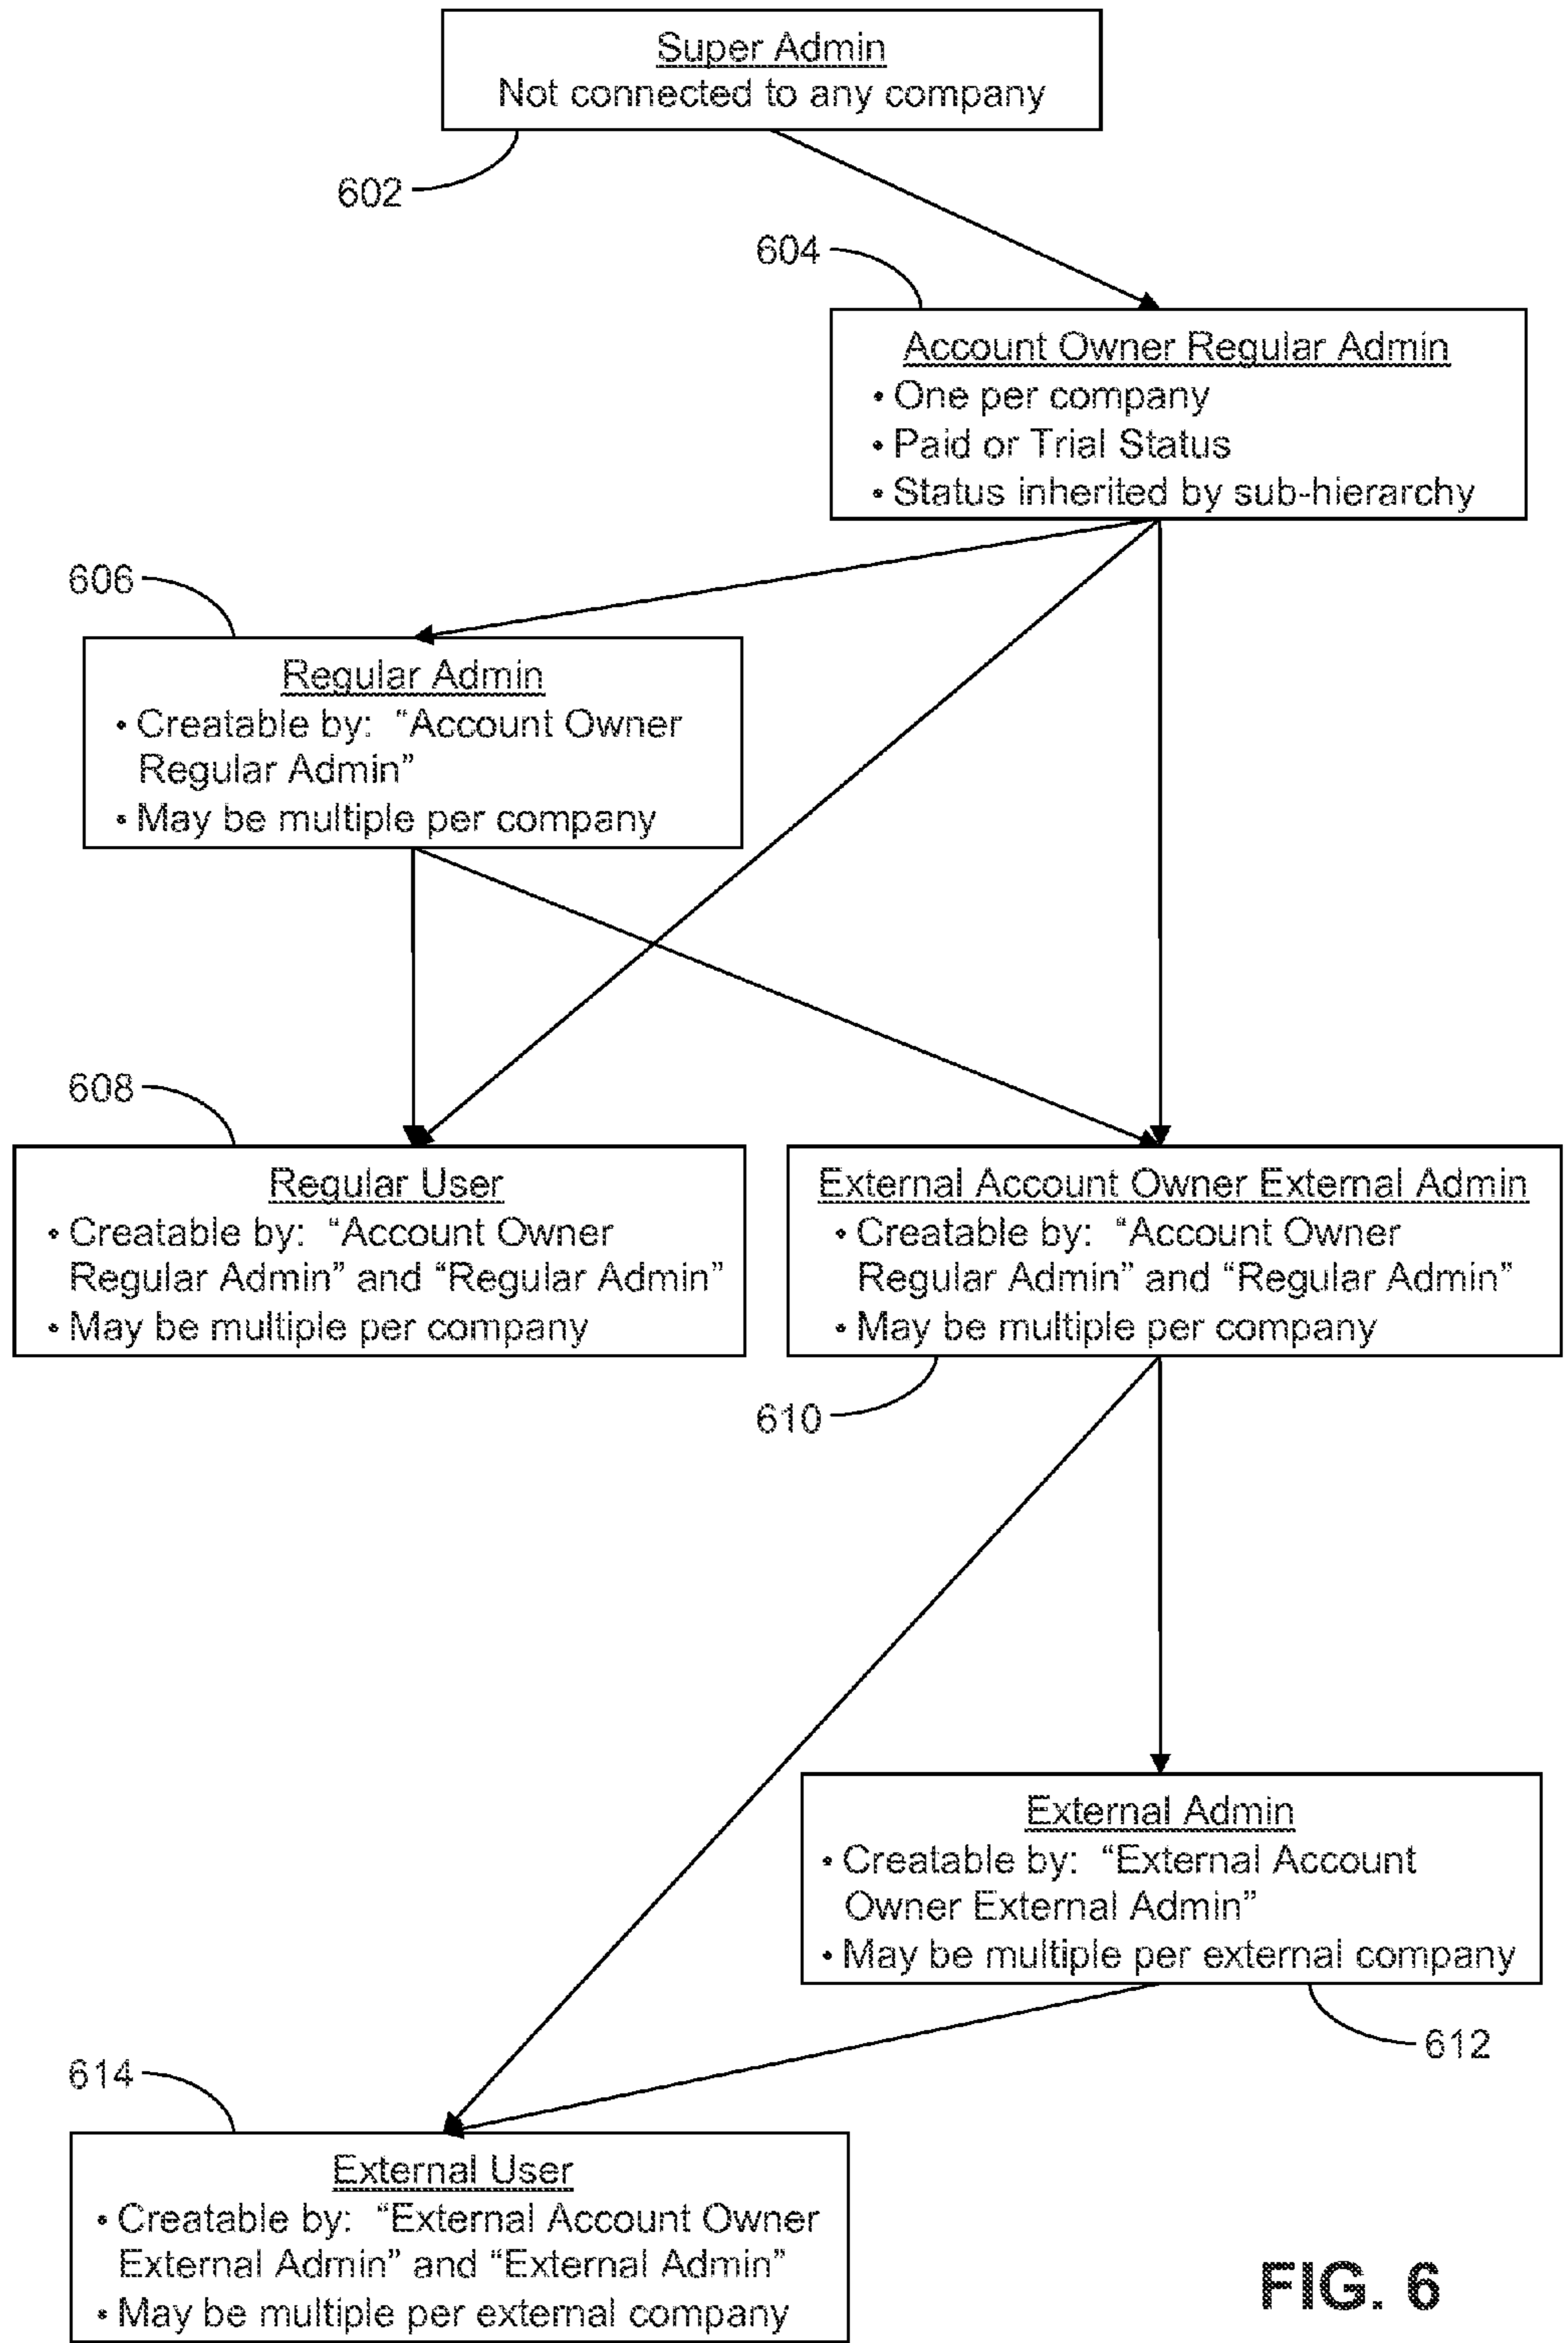 Super Admin
Not connected to any company
602
604
Account Owner Regular Admin
• One per company
• Paid or Trial Status
• Status inherited by sub-hierarchy
606
Regular Admin
• Creatable by: “Account Owner
Regular Admin”
• May be multiple per company
608
Regular User
• Creatable by: “Account Owner
Regular Admin” and “Regular Admin”
• May be multiple per company
External Account Owner External Admin
• Creatable by: “Account Owner
Regular Admin” and “Regular Admin”
• May be multiple per company
610
External Admin
• Creatable by: “External Account
Owner External Admin”
• May be multiple per external company
612
614
External User
• Creatable by: “External Account Owner
External Admin” and “External Admin”
• May be multiple per external company
FIG. 6